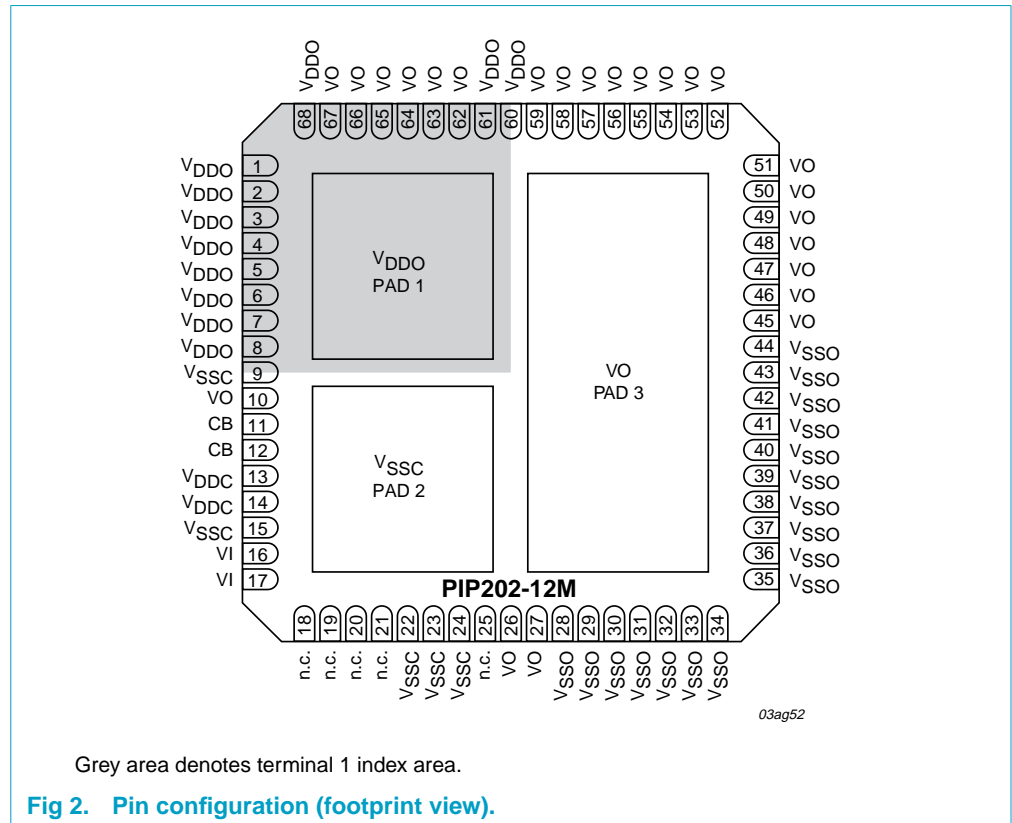 VDDO VO VO VO VO VO VO VDDO VDDO VO VO VO VO VO VO VO VO
68 67 66 65 64 63 62 61 60 59 58 57 56 55 54 53 52
VDDO 1
VDDO 2
VDDO 3
VDDO 4
VDDO 5
VDDO 6
VDDO 7
VDDO 8
VSSC 9
VO 10
CB 11
CB 12
VDDC 13
VDDC 14
VSSC 15
VI 16
VI 17
VDDO
PAD 1
VSSC
PAD 2
VO
PAD 3
51 VO
50 VO
49 VO
48 VO
47 VO
46 VO
45 VO
44 VSSO
43 VSSO
42 VSSO
41 VSSO
40 VSSO
39 VSSO
38 VSSO
37 VSSO
36 VSSO
35 VSSO
PIP202-12M
18 19 20 21 22 23 24 25 26 27 28 29 30 31 32 33 34
n.c. n.c. n.c. n.c. VSSC VSSC VSSC n.c. VO VO VSSO VSSO VSSO VSSO VSSO VSSO VSSO
03ag52
Grey area denotes terminal 1 index area.
Fig 2. Pin configuration (footprint view).